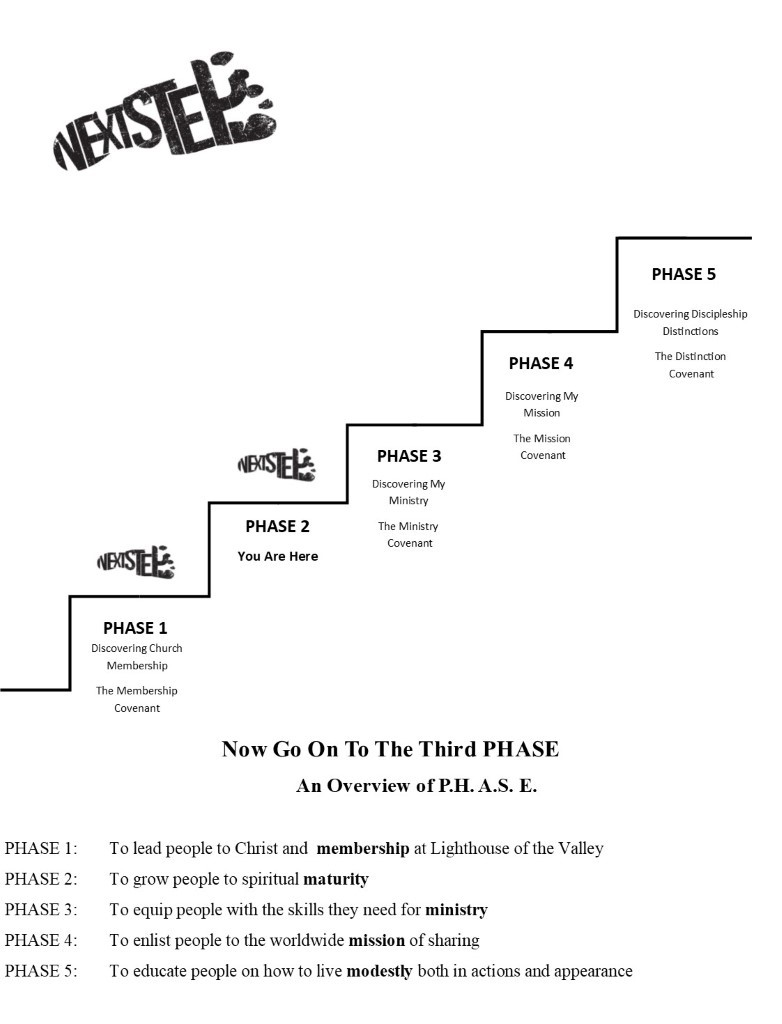 NEXTSTEP
PHASE 5
Discovering Discipleship
Distinctions
The Distinction
Covenant
PHASE 4
Discovering My
Mission
The Mission
Covenant
NEXTSTEP
PHASE 3
Discovering My
Ministry
The Ministry
Covenant
PHASE 2
You Are Here
NEXTSTEP
PHASE 1
Discovering Church
Membership
The Membership
Covenant
Now Go On To The Third PHASE
An Overview of P.H. A.S. E.
PHASE 1: To lead people to Christ and membership at Lighthouse of the Valley
PHASE 2: To grow people to spiritual maturity
PHASE 3: To equip people with the skills they need for ministry
PHASE 4: To enlist people to the worldwide mission of sharing
PHASE 5: To educate people on how to live modestly both in actions and appearance